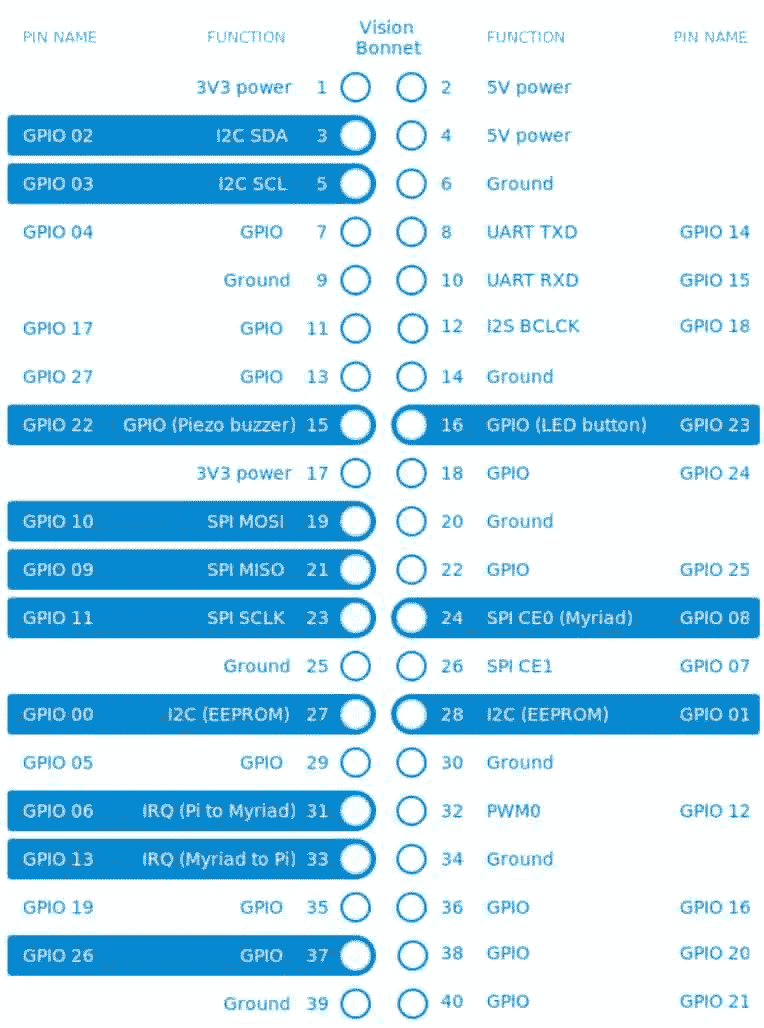 PIN NAME FUNCTION Vision Bonnet FUNCTION PIN NAME
3V3 power 1 2 5V power
GPIO 02 I2C SDA 3 4 5V power
GPIO 03 I2C SCL 5 6 Ground
GPIO 04 GPIO 7 8 UART TXD GPIO 14
Ground 9 10 UART RXD GPIO 15
GPIO 17 GPIO 11 12 I2S BCLCK GPIO 18
GPIO 27 GPIO 13 14 Ground
GPIO 22 GPIO (Piezo buzzer) 15 16 GPIO (LED button) GPIO 23
3V3 power 17 18 GPIO GPIO 24
GPIO 10 SPI MOSI 19 20 Ground
GPIO 09 SPI MISO 21 22 GPIO GPIO 25
GPIO 11 SPI SCLK 23 24 SPI CE0 (Myriad) GPIO 08
Ground 25 26 SPI CE1 GPIO 07
GPIO 00 I2C (EEPROM) 27 28 I2C (EEPROM) GPIO 01
GPIO 05 GPIO 29 30 Ground
GPIO 06 IRQ (Pi to Myriad) 31 32 PWM0 GPIO 12
GPIO 13 IRQ (Myriad to Pi) 33 34 Ground
GPIO 19 GPIO 35 36 GPIO GPIO 16
GPIO 26 GPIO 37 38 GPIO GPIO 20
Ground 39 40 GPIO GPIO 21